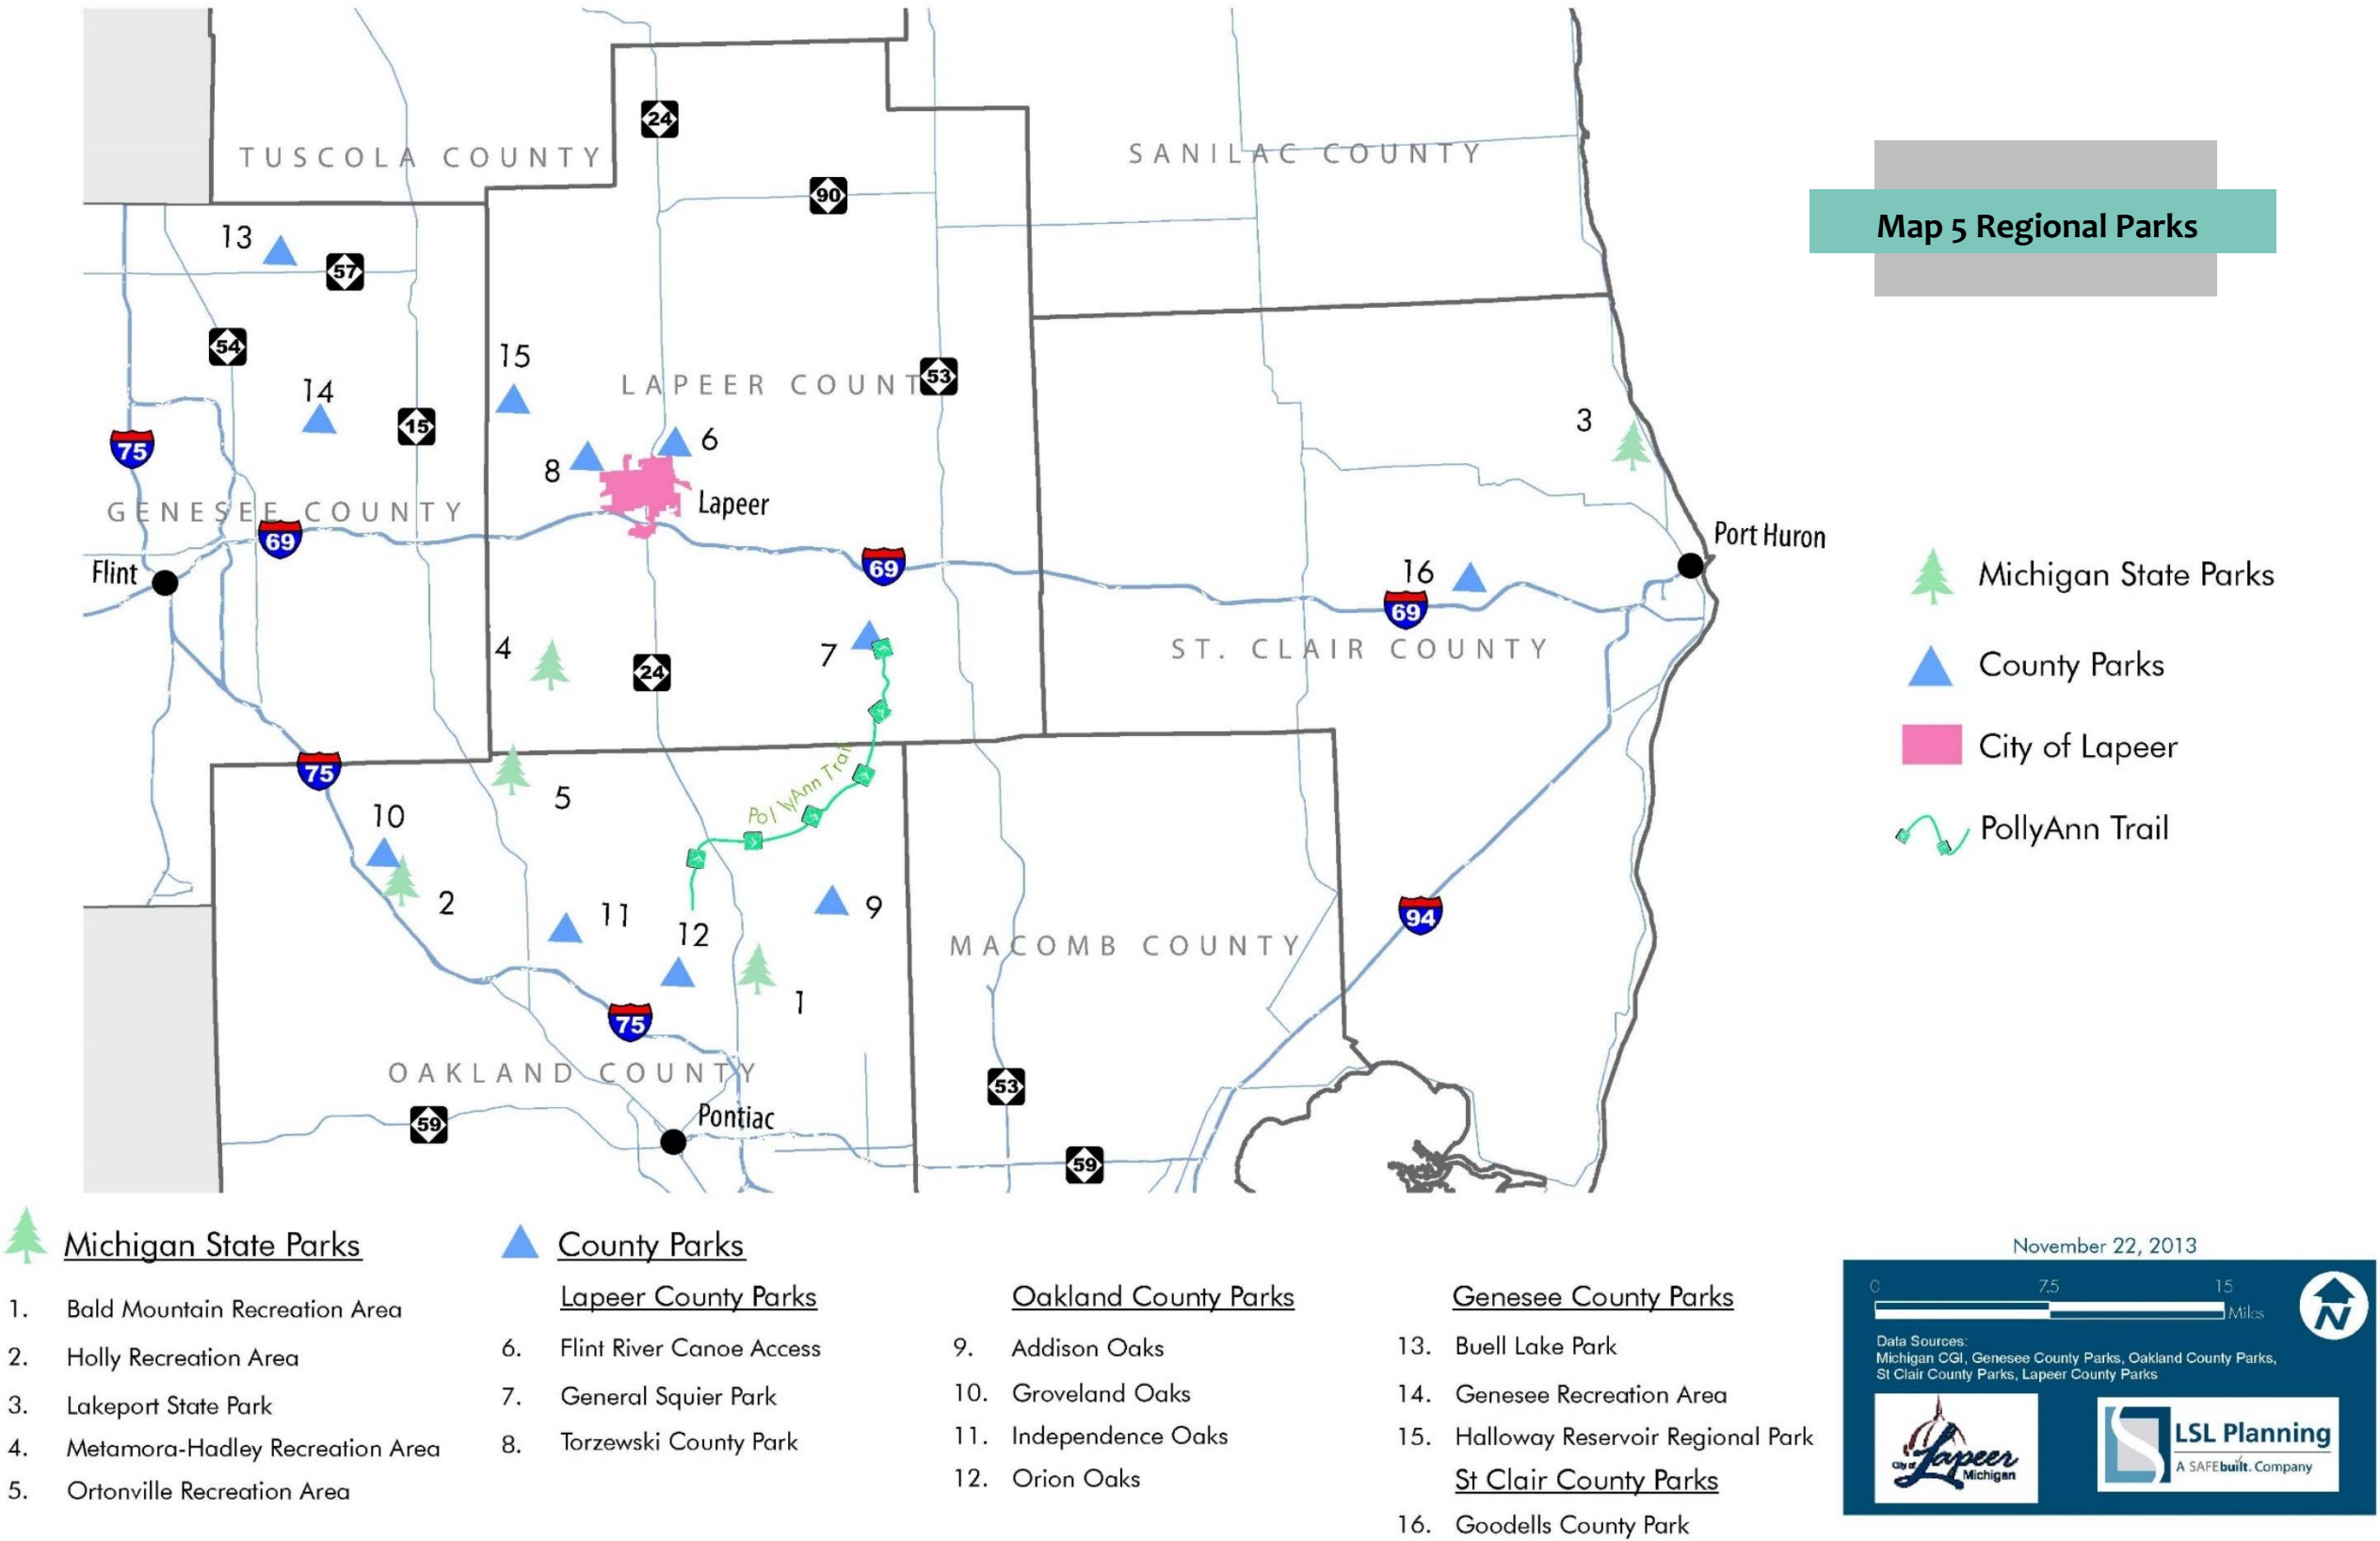 Map 5 Regional Parks
24
TUSCOLA COUNTY
SANILAC COUNTY
90
13
57
54
15
LAPEER COUNT
53
14
15
3
75
6
8
Lapeer
GENESEE COUNTY
69
Port Huron
Flint
69
16
69
4
7
ST. CLAIR COUNTY
24
Michigan State Parks
County Parks
City of Lapeer
PollyAnn Trail
75
PollyAnn Trail
5
10
2
11
12
9
94
MACOMB COUNTY
1
75
OAKLAND COUNTY
53
59
Pontiac
59
Michigan State Parks
1. Bald Mountain Recreation Area
2. Holly Recreation Area
3. Lakeport State Park
4. Metamora-Hadley Recreation Area
5. Ortonville Recreation Area
County Parks
Lapeer County Parks
6. Flint River Canoe Access
7. General Squier Park
8. Torzewski County Park
Oakland County Parks
9. Addison Oaks
10. Groveland Oaks
11. Independence Oaks
12. Orion Oaks
Genesee County Parks
13. Buell Lake Park
14. Genesee Recreation Area
15. Halloway Reservoir Regional Park
St Clair County Parks
16. Goodells County Park
November 22, 2013
0 7.5 15
Miles
N
Data Sources:
Michigan CGI, Genesee County Parks, Oakland County Parks,
St Clair County Parks, Lapeer County Parks
City of Lapeer
Michigan
LSL Planning
A SAFEbuilt. Company